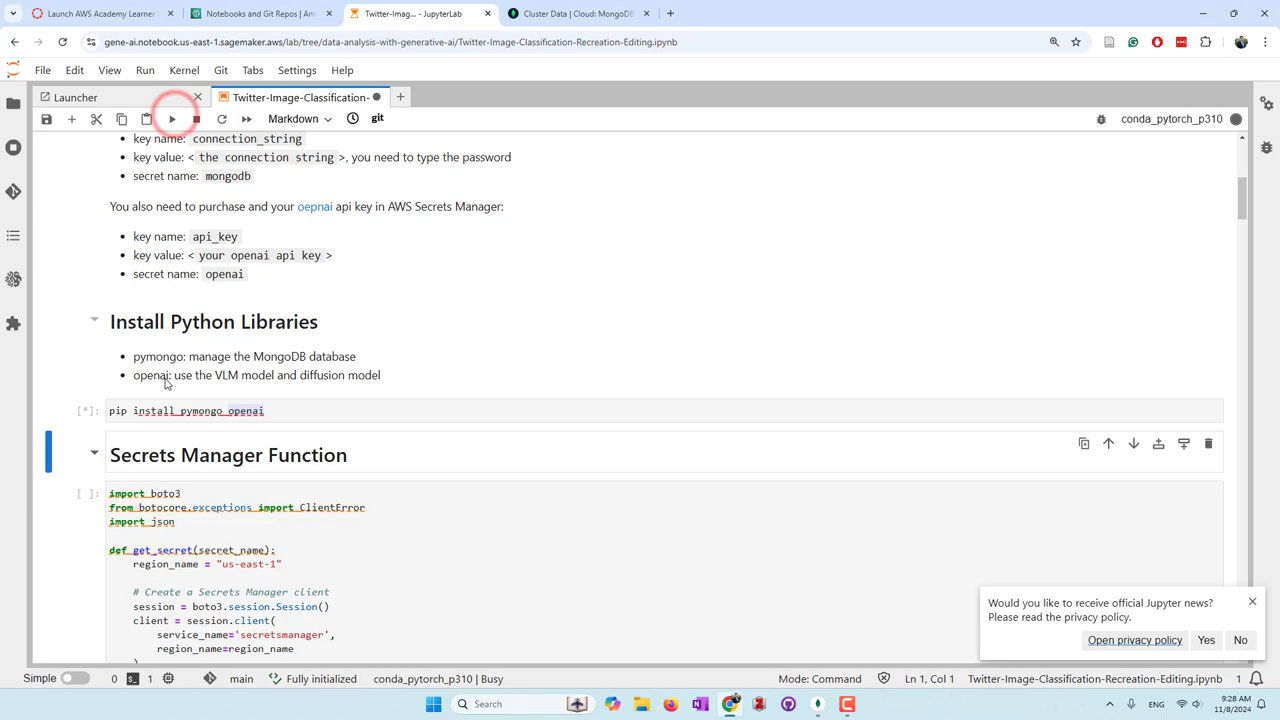 Launch AWS Academy Learner
Notebooks and Git Repos | Am
Twitter-Imag... - JupyterLab
Cluster Data | Cloud: MongoDB
gene-ai.notebook.us-east-1.sagemaker.aws/lab/tree/data-analysis-with-generative-ai/Twitter-Image-Classification-Recreation-Editing.ipynb
File Edit View Run Kernel Git Tabs Settings Help
Launcher
Twitter-Image-Classification-
Markdown
git
conda_pytorch_p310
key name: connection_string
key value: < the connection string >, you need to type the password
secret name: mongodb
You also need to purchase and your oepnai api key in AWS Secrets Manager:
key name: api_key
key value: < your openai api key >
secret name: openai
Install Python Libraries
pymongo: manage the MongoDB database
openai: use the VLM model and diffusion model
[*]: pip install pymongo openai
Secrets Manager Function
[ ]: import boto3
from botocore.exceptions import ClientError
import json
def get_secret(secret_name):
region_name = "us-east-1"
# Create a Secrets Manager client
session = boto3.session.Session()
client = session.client(
service_name='secretsmanager',
region_name=region_name
)
Would you like to receive official Jupyter news?
Please read the privacy policy.
Open privacy policy Yes No
Simple 0 1 main Fully initialized conda_pytorch_p310 | Busy Mode: Command Ln 1, Col 1 Twitter-Image-Classification-Recreation-Editing.ipynb 1
Search
ENG
9:28 AM
11/8/2024